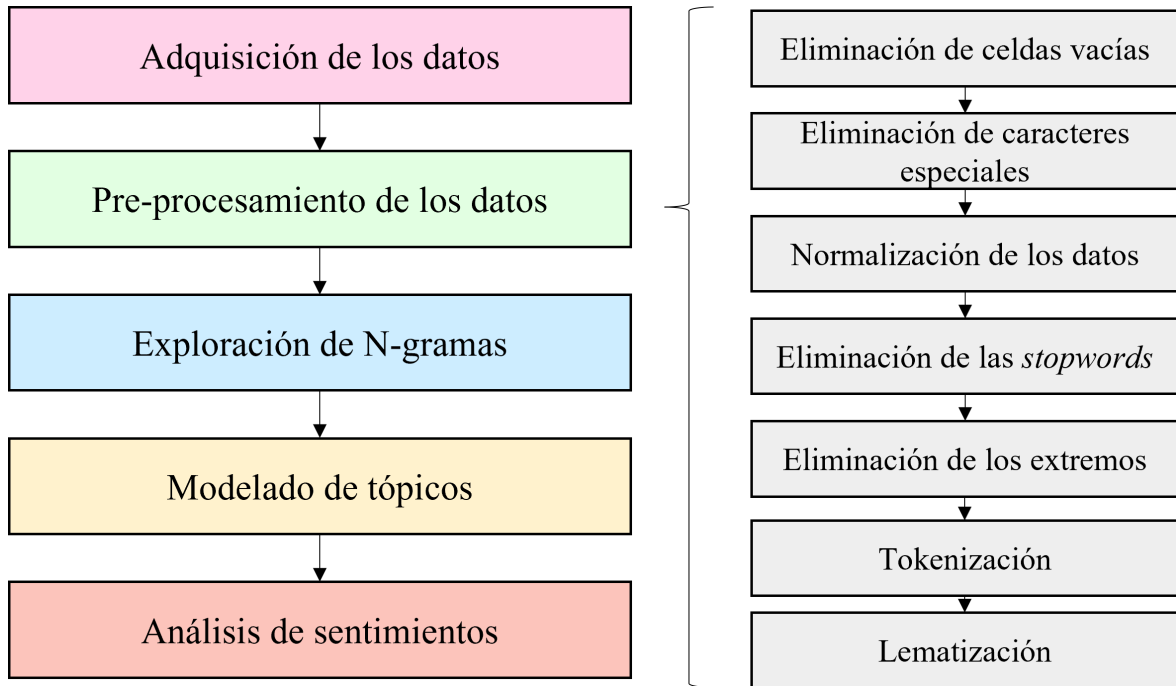 Adquisición de los datos
Pre-procesamiento de los datos
Exploración de N-gramas
Modelado de tópicos
Análisis de sentimientos
Eliminación de celdas vacías
Eliminación de caracteres
especiales
Normalización de los datos
Eliminación de las stopwords
Eliminación de los extremos
Tokenización
Lematización